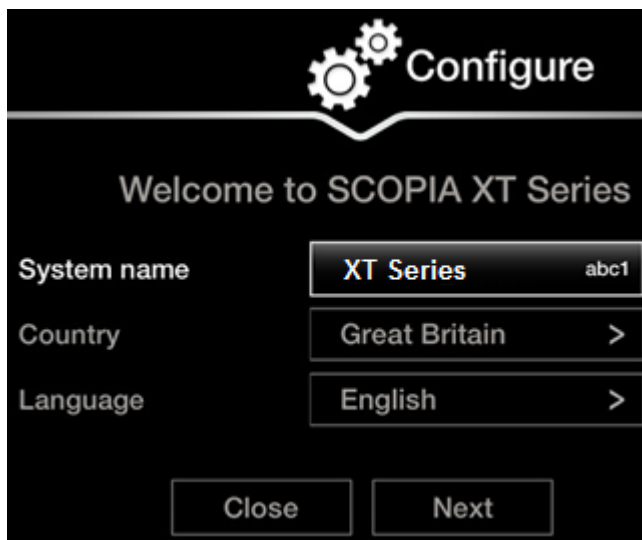 Configure
Welcome to SCOPIA XT Series
System name XT Series abc1
Country Great Britain >
Language English >
Close Next